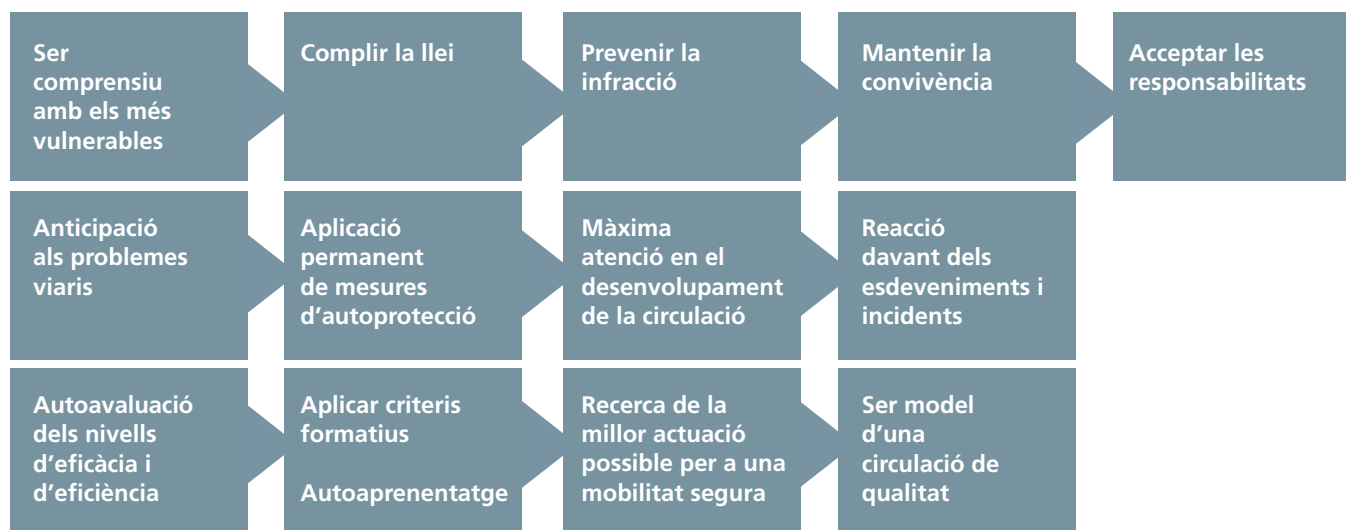 Ser
comprensiu
amb els més
vulnerables
Complir la llei
Prevenir la
infracció
Mantenir la
convivència
Acceptar les
responsabilitats
Anticipació
als problemes
viaris
Aplicació
permanent
de mesures
d’autoprotecció
Màxima
atenció en el
desenvolupament
de la circulació
Reacció
davant dels
esdeveniments i
incidents
Autoavaluació
dels nivells
d’eficàcia i
d’eficiència
Aplicar criteris
formatius
Autoaprenentatge
Recerca de la
millor actuació
possible per a una
mobilitat segura
Ser model
d’una
circulació de
qualitat